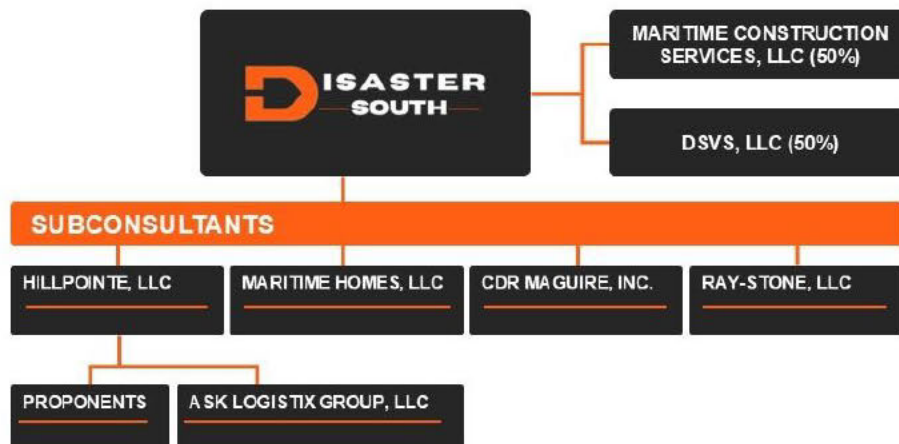 DISASTER
SOUTH
MARITIME CONSTRUCTION
SERVICES, LLC (50%)
DSVS, LLC (50%)
SUBCONSULTANTS
HILLPOINTE, LLC
MARITIME HOMES, LLC
CDR MAGUIRE, INC.
RAY-STONE, LLC
PROPONENTS
ASK LOGISTIX GROUP, LLC